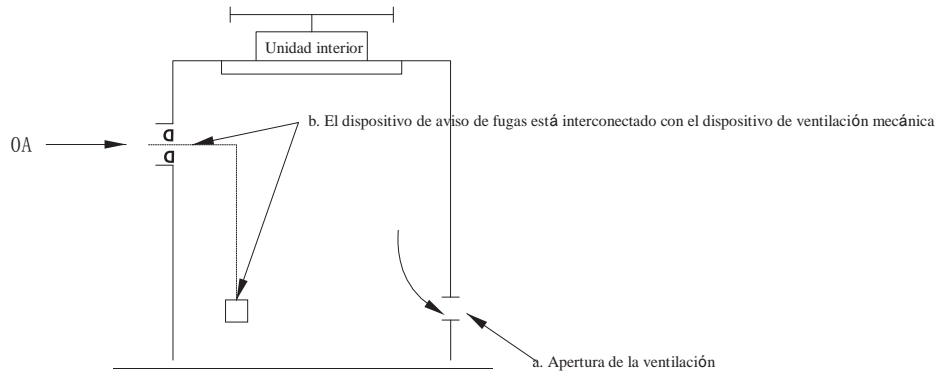 Unidad interior
b. El dispositivo de aviso de fugas está interconectado con el dispositivo de ventilación mecánica
OA
a. Apertura de la ventilación